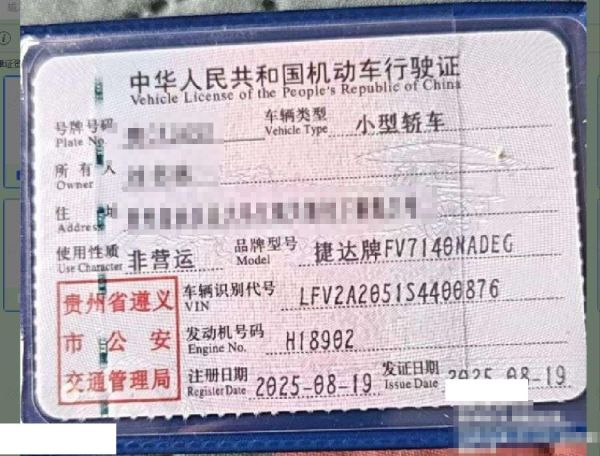 中华人民共和国机动车行驶证
Vehicle License of the People's Republic of China
号牌号码
Plate No.
车辆类型 小型轿车
Vehicle Type
所有人
Owner
住址
Address
使用性质 非营运
Use Character
品牌型号 捷达牌FV7140NADEG
Model
贵州省遵义
市公安
交通管理局
车辆识别代号 LFV2A2051S4400876
VIN
发动机号码 H18902
Engine No.
注册日期 2025-08-19
Register Date
发证日期 2025-08-19
Issue Date